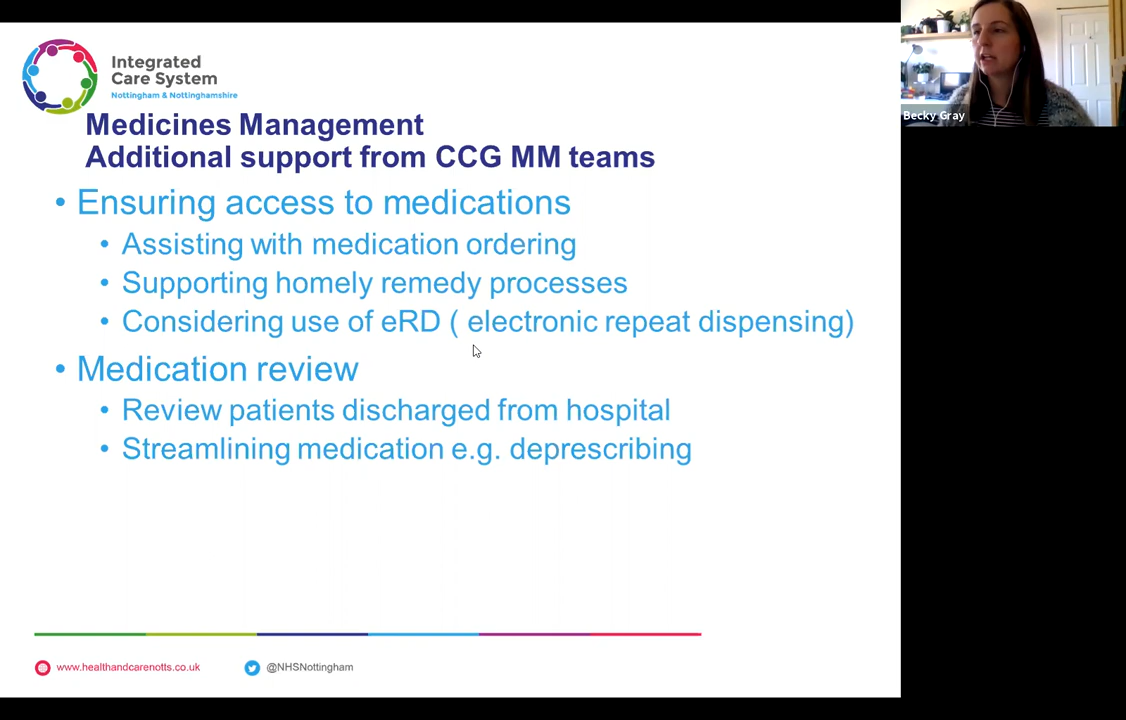 Integrated
Care System
Nottingham & Nottinghamshire
Becky Gray
Medicines Management
Additional support from CCG MM teams
• Ensuring access to medications
• Assisting with medication ordering
• Supporting homely remedy processes
• Considering use of eRD ( electronic repeat dispensing)
• Medication review
• Review patients discharged from hospital
• Streamlining medication e.g. deprescribing
www.healthandcarenotts.co.uk
@NHSNottingham